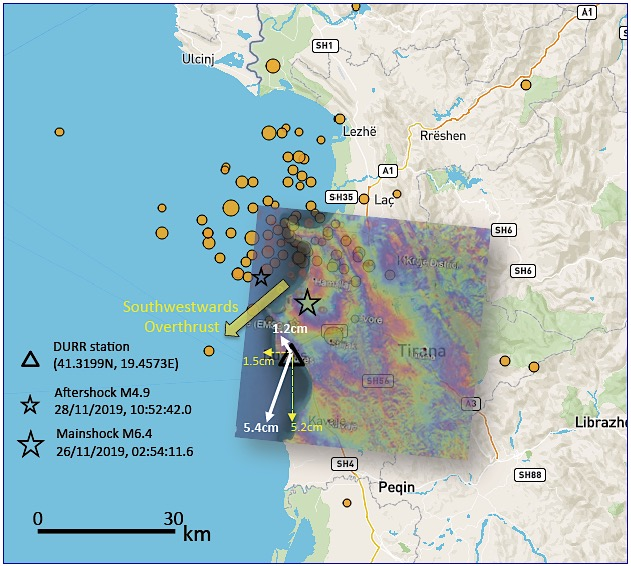 A1
SH1
Ulcinj
Lezhë
Rrëshen
A1
SH35
Laç
SH6
SH6
Southwestwards
Overthrust
1.2cm
Tirana
1.5cm
DURR station
(41.3199N, 19.4573E)
SH56
Aftershock M4.9
28/11/2019, 10:52:42.0
A3
5.4cm
5.2cm
Librazhd
Mainshock M6.4
26/11/2019, 02:54:11.6
SH4
SH88
Peqin
0
30
km